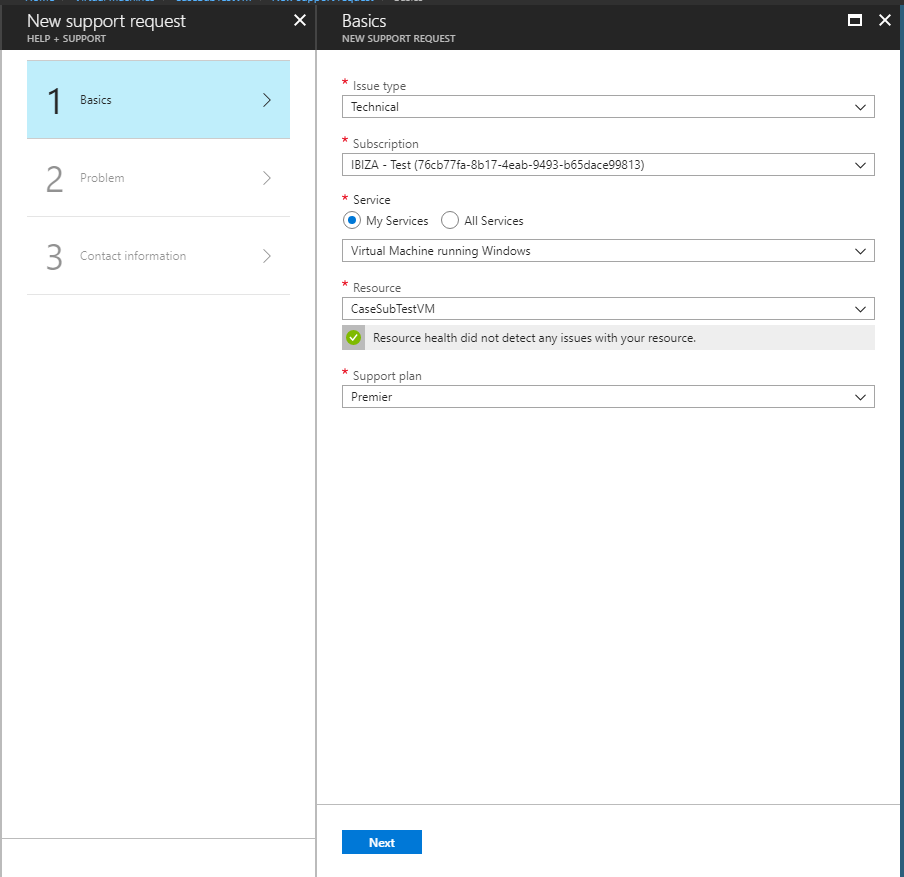 New support request
HELP + SUPPORT
1 Basics
2 Problem
3 Contact information
Basics
NEW SUPPORT REQUEST
* Issue type
Technical
* Subscription
IBIZA - Test (76cb77fa-8b17-4eab-9493-b65dace99813)
* Service
My Services All Services
Virtual Machine running Windows
* Resource
CaseSubTestVM
Resource health did not detect any issues with your resource.
* Support plan
Premier
Next